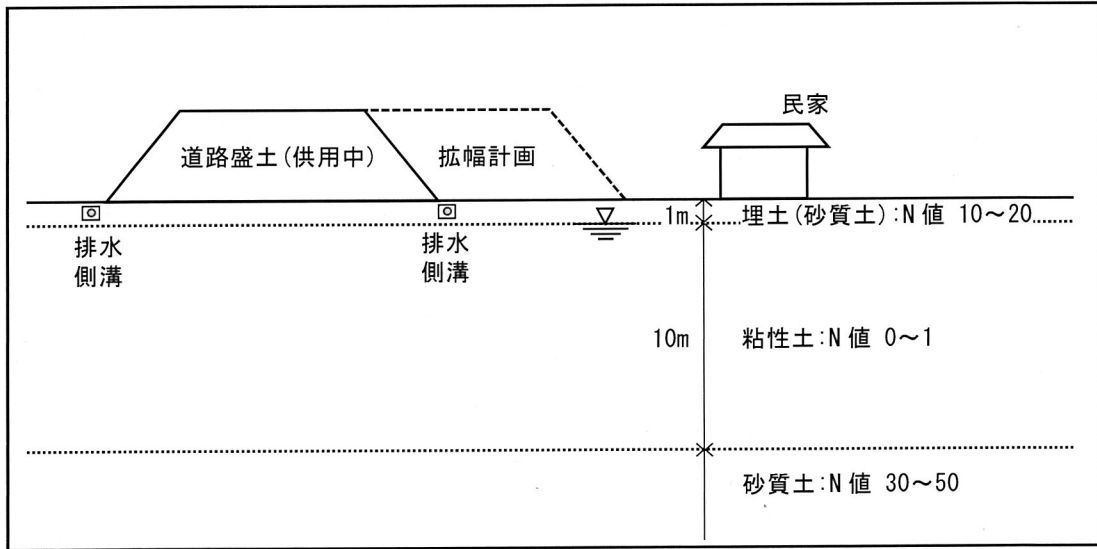 民家
道路盛土(供用中)
拡幅計画
1m
埋土(砂質土):N値 10~20
排水
側溝
排水
側溝
10m
粘性土:N値 0~1
砂質土:N値 30~50